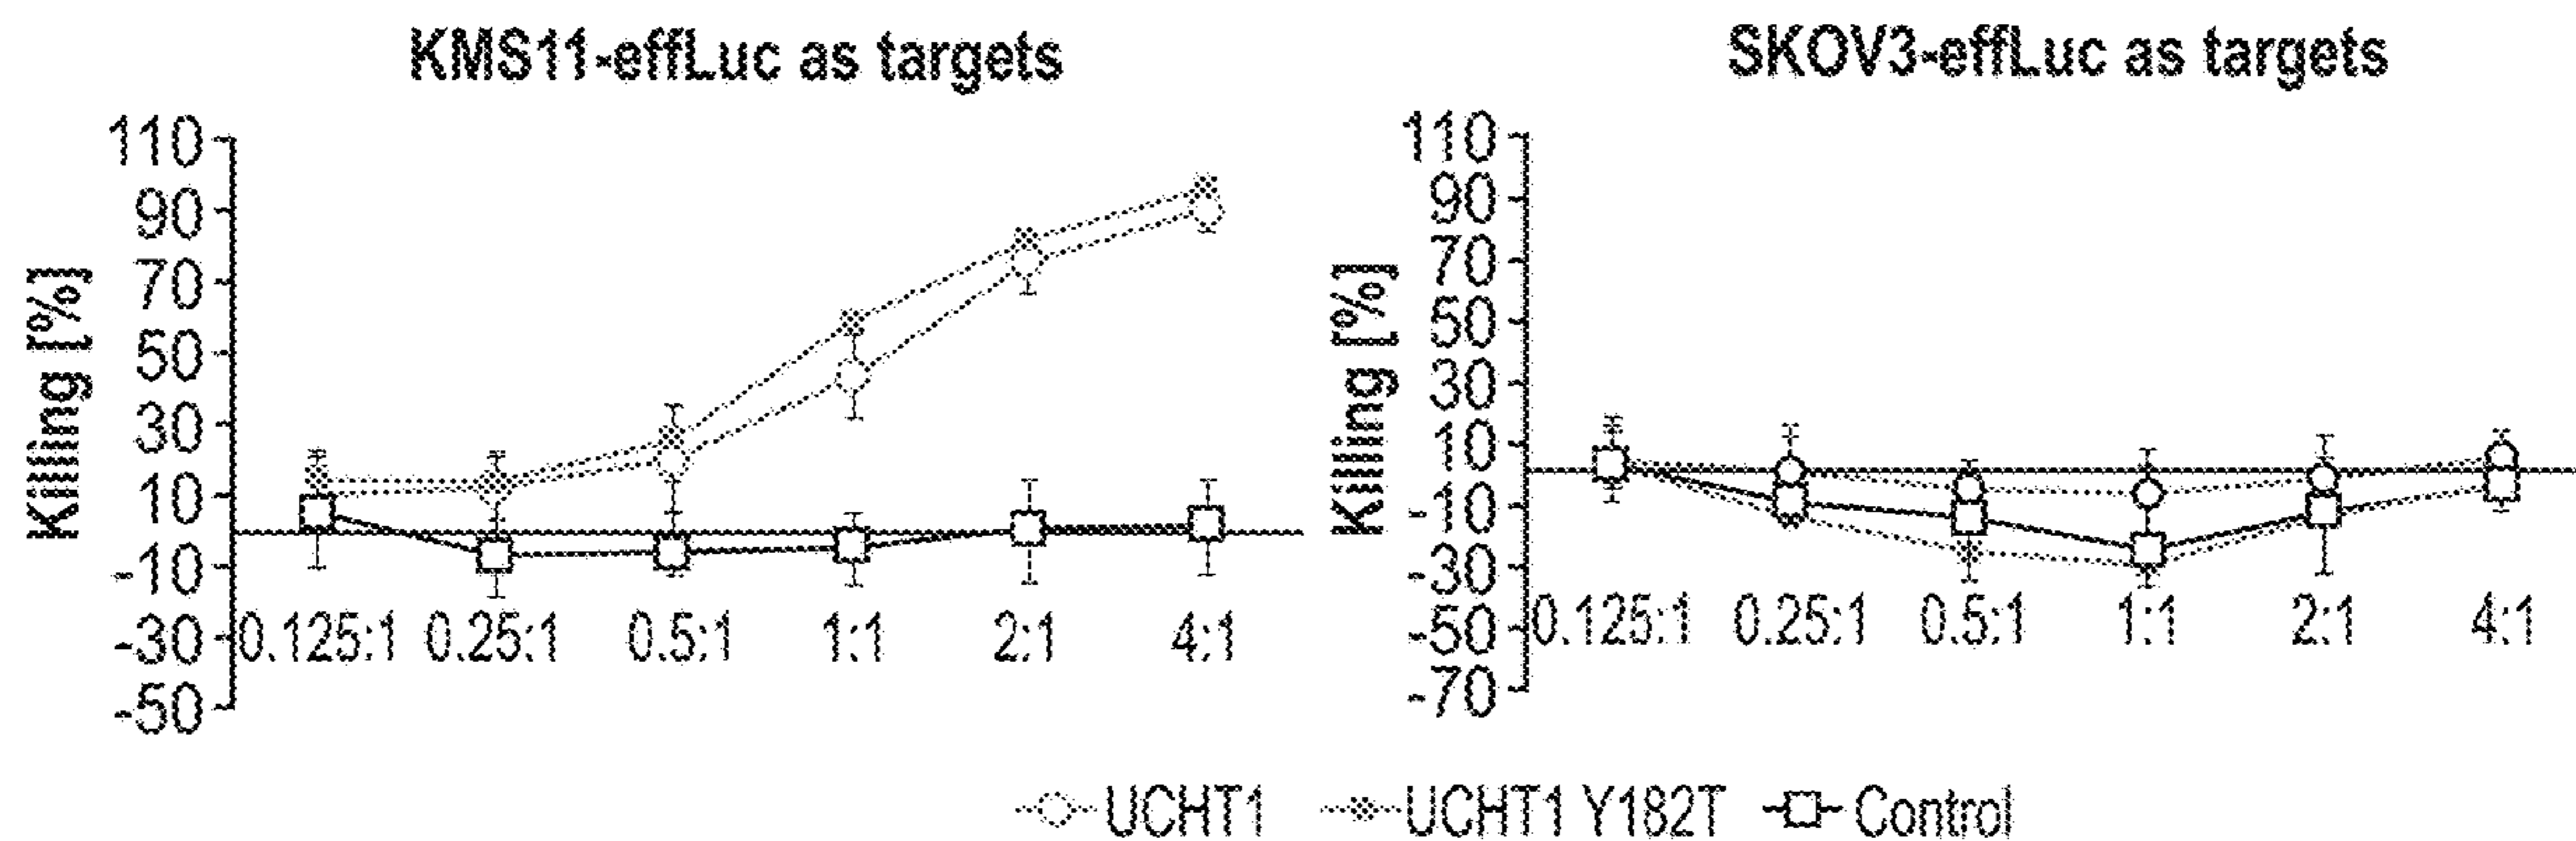 KMS11-effLuc as targets
Killing [%]
110
90
70
50
30
10
-10
-30
-50
0.125:1 0.25:1 0.5:1 1:1 2:1 4:1
SKOV3-effLuc as targets
Killing [%]
110
90
70
50
30
10
-10
-30
-50
-70
0.125:1 0.25:1 0.5:1 1:1 2:1 4:1
UCHT1 UCHT1 Y182T Control